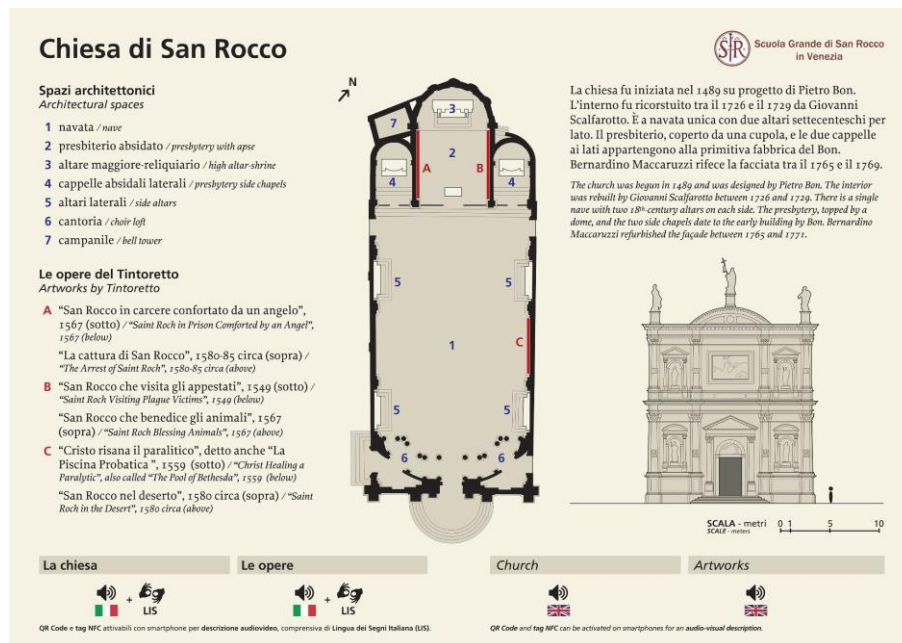 Chiesa di San Rocco
Scuola Grande di San Rocco
in Venezia
Spazi architettonici
Architectural spaces
1 navata / nave
2 presbiterio absidato / presbytery with apse
3 altare maggiore-reliquiario / high altar-shrine
4 cappelle absidali laterali / presbytery side chapels
5 altari laterali / side altars
6 cantoria / choir loft
7 campanile / bell tower
Le opere del Tintoretto
Artworks by Tintoretto
A “San Rocco in carcere confortato da un angelo”,
1567 (sotto) / “Saint Roch in Prison Comforted by an Angel”,
1567 (below)
“La cattura di San Rocco”, 1580-85 circa (sopra) /
“The Arrest of Saint Roch”, 1580-85 circa (above)
B “San Rocco che visita gli appestati”, 1549 (sotto) /
“Saint Roch Visiting Plague Victims”, 1549 (below)
“San Rocco che benedice gli animali”, 1567
(sopra) / “Saint Roch Blessing Animals”, 1567 (above)
C “Cristo risana il paralitico”, detto anche “La
Piscina Probatica ”, 1559 (sotto) / “Christ Healing a
Paralytic”, also called “The Pool of Bethesda”, 1559 (below)
“San Rocco nel deserto”, 1580 circa (sopra) / “Saint
Roch in the Desert”, 1580 circa (above)
N
3
7
2
A
B
4
4
5
5
1
C
5
5
6
6
La chiesa fu iniziata nel 1489 su progetto di Pietro Bon.
L’interno fu ricorstuito tra il 1726 e il 1729 da Giovanni
Scalfarotto. È a navata unica con due altari settecenteschi per
lato. Il presbiterio, coperto da una cupola, e le due cappelle
ai lati appartengono alla primitiva fabbrica del Bon.
Bernardino Maccaruzzi rifece la facciata tra il 1765 e il 1769.
The church was begun in 1489 and was designed by Pietro Bon. The interior
was rebuilt by Giovanni Scalfarotto between 1726 and 1729. There is a single
nave with two 18th-century altars on each side. The presbytery, topped by a
dome, and the two side chapels date to the early building by Bon. Bernardino
Maccaruzzi refurbished the façade between 1765 and 1771.
SCALA - metri 0 1 5 10
SCALE - meters
La chiesa
Le opere
Church
Artworks
+ LIS
+ LIS
QR Code e tag NFC attivabili con smartphone per descrizione audiovideo, comprensiva di Lingua dei Segni Italiana (LIS).
QR Code and tag NFC can be activated on smartphones for an audio-visual description.